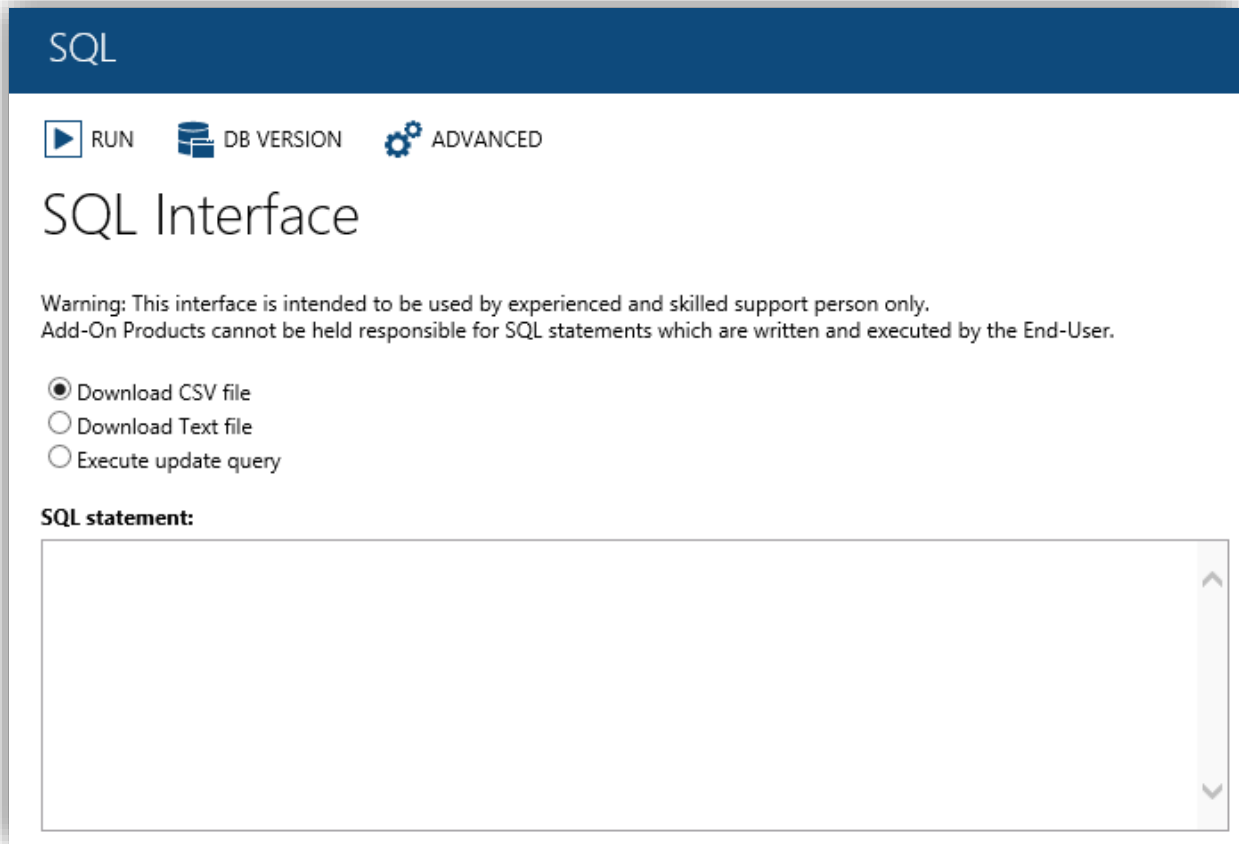 SQL
RUN DB VERSION ADVANCED
SQL Interface
Warning: This interface is intended to be used by experienced and skilled support person only.
Add-On Products cannot be held responsible for SQL statements which are written and executed by the End-User.
Download CSV file
Download Text file
Execute update query
SQL statement: